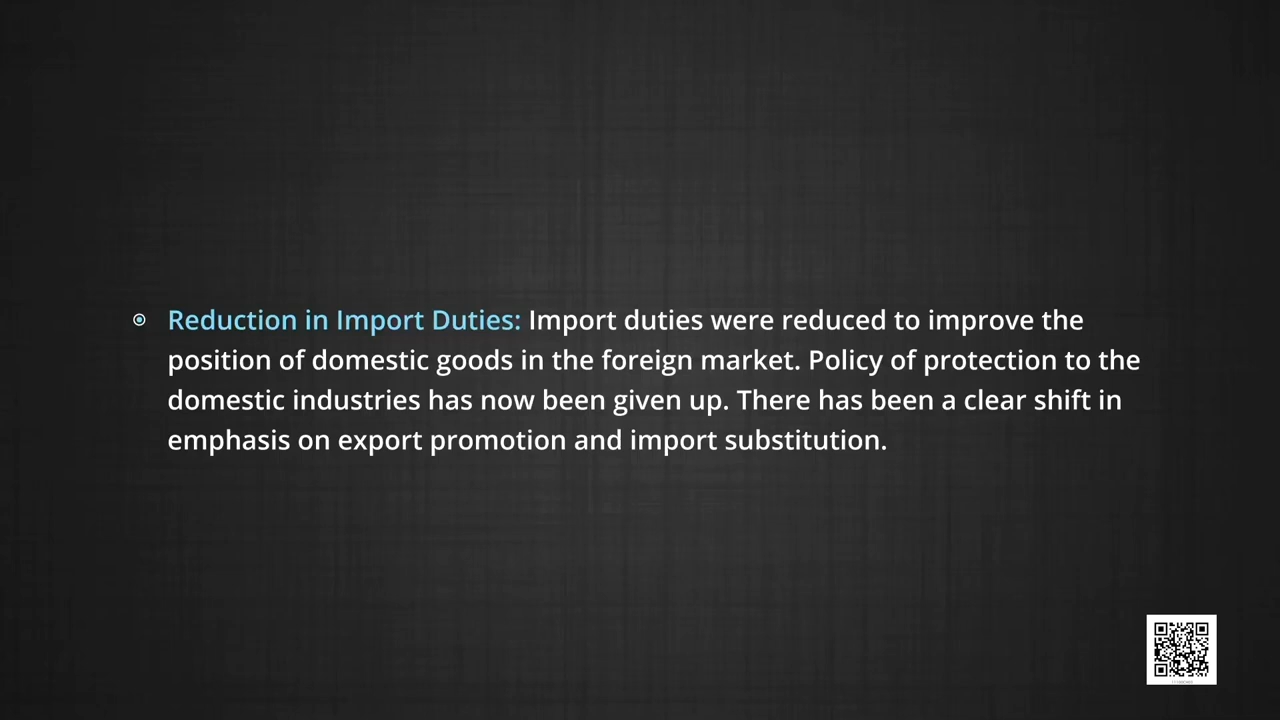 Reduction in Import Duties: Import duties were reduced to improve the
position of domestic goods in the foreign market. Policy of protection to the
domestic industries has now been given up. There has been a clear shift in
emphasis on export promotion and import substitution.